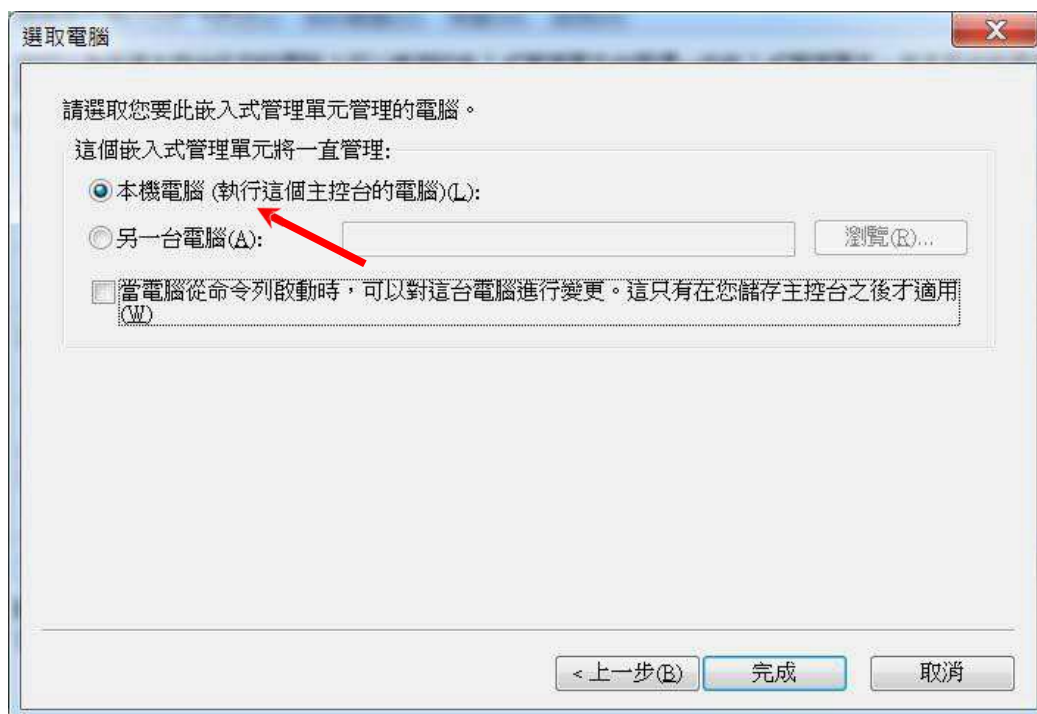 選取電腦
請選取您要此嵌入式管理單元管理的電腦。
這個嵌入式管理單元將一直管理:
本機電腦 (執行這個主控台的電腦)(L):
另一台電腦(A):
瀏覽(R)...
當電腦從命令列啟動時，可以對這台電腦進行變更。這只有在您儲存主控台之後才適用
(W)
< 上一步(B)
完成
取消